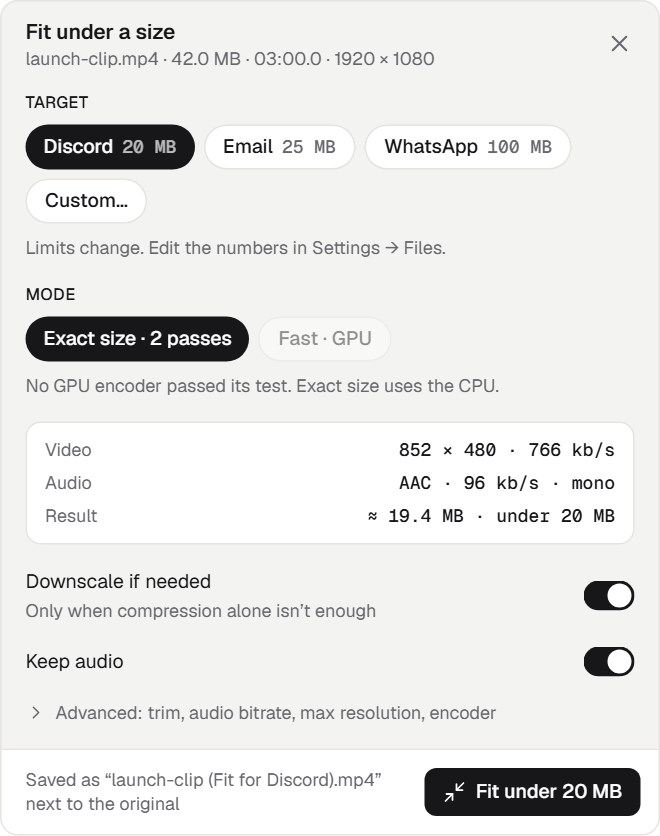 Fit under a size
launch-clip.mp4 · 42.0 MB · 03:00.0 · 1920 × 1080
TARGET
Discord 20 MB
Email 25 MB
WhatsApp 100 MB
Custom...
Limits change. Edit the numbers in Settings → Files.
MODE
Exact size · 2 passes
Fast · GPU
No GPU encoder passed its test. Exact size uses the CPU.
Video 852 × 480 · 766 kb/s
Audio AAC · 96 kb/s · mono
Result ≈ 19.4 MB · under 20 MB
Downscale if needed
Only when compression alone isn’t enough
Keep audio
Advanced: trim, audio bitrate, max resolution, encoder
Saved as “launch-clip (Fit for Discord).mp4”
next to the original
Fit under 20 MB